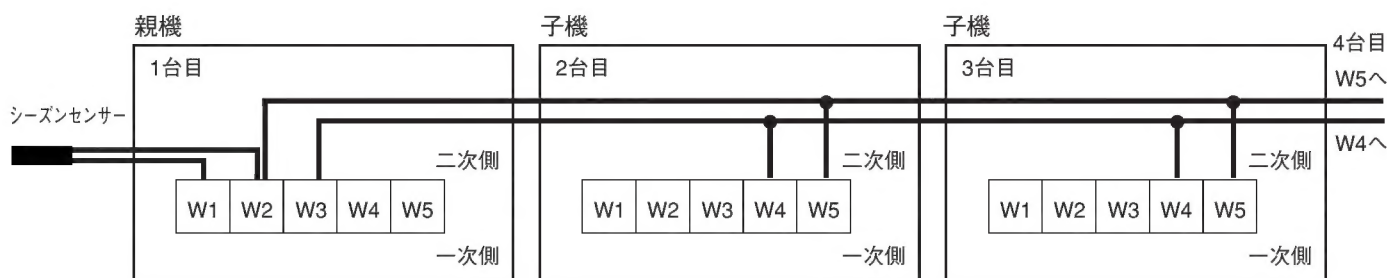 親機
1台目
シーズンセンサー
二次側
W1 W2 W3 W4 W5
一次側
子機
2台目
二次側
W1 W2 W3 W4 W5
一次側
子機
3台目
二次側
W1 W2 W3 W4 W5
一次側
4台目
W5へ
W4へ